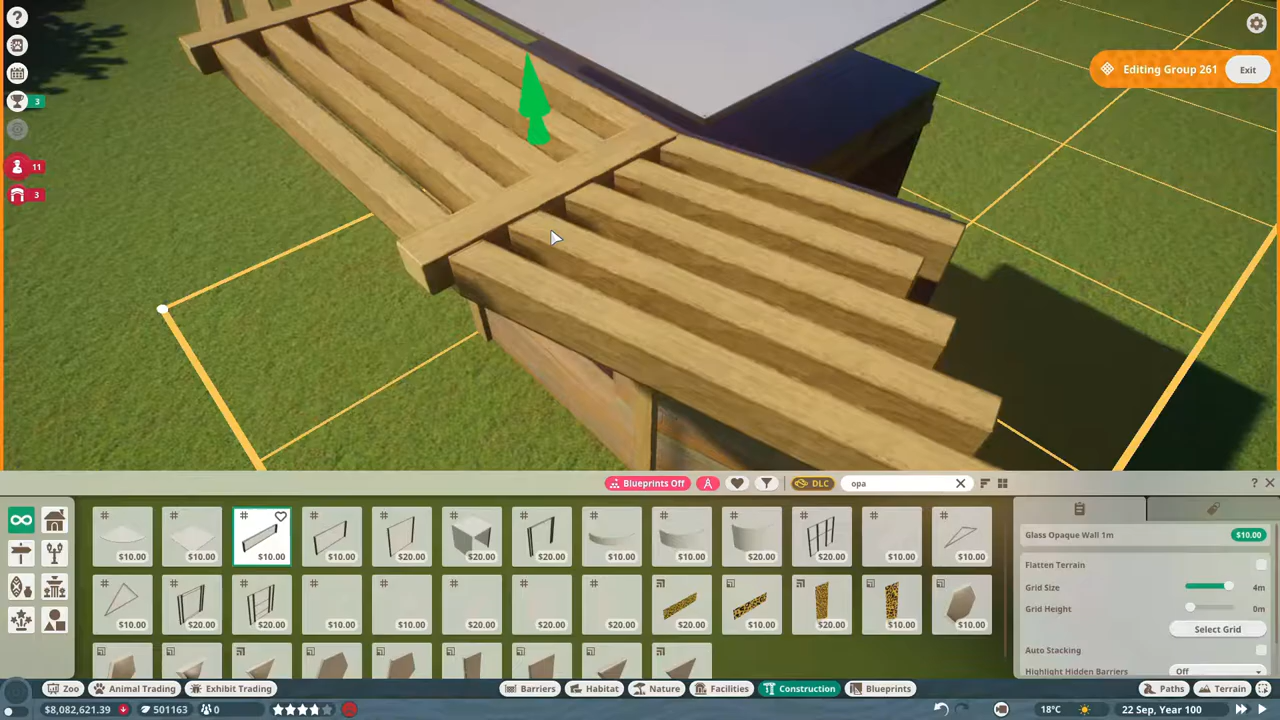 ?
3
11
3
Editing Group 261
Exit
Blueprints Off
DLC
opa
?
$10.00 $10.00 $10.00 $10.00 $20.00 $20.00 $20.00 $10.00 $10.00 $20.00 $20.00 $10.00 $10.00
$10.00 $20.00 $20.00 $10.00 $10.00 $20.00 $20.00 $20.00 $20.00 $10.00 $20.00 $20.00 $10.00
Glass Opaque Wall 1m $10.00
Flatten Terrain
Grid Size 4m
Grid Height 0m
Select Grid
Auto Stacking
Highlight Hidden Barriers Off
Zoo Animal Trading Exhibit Trading Barriers Habitat Nature Facilities Construction Blueprints Paths Terrain
$8,082,621.39 501163 0 18°C 22 Sep, Year 100